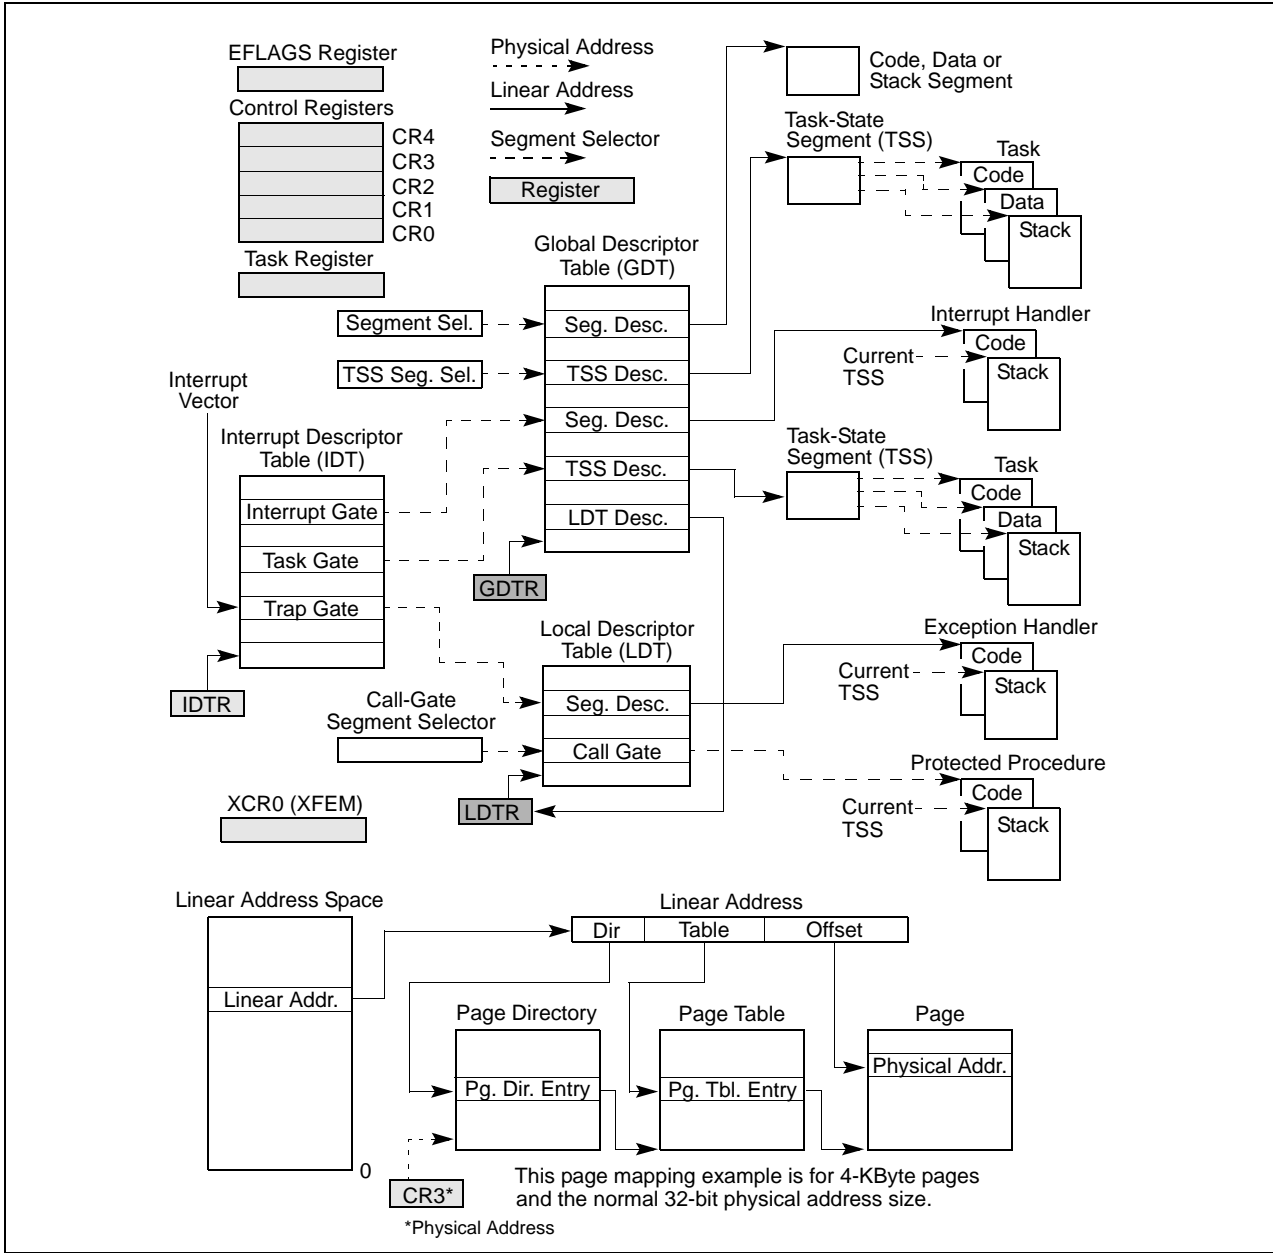 EFLAGS Register
Control Registers
CR4
CR3
CR2
CR1
CR0
Task Register
Physical Address
Linear Address
Segment Selector
Register
Code, Data or
Stack Segment
Task-State
Segment (TSS)
Task
Code
Data
Stack
Global Descriptor
Table (GDT)
Segment Sel.
Seg. Desc.
TSS Seg. Sel.
TSS Desc.
Seg. Desc.
TSS Desc.
LDT Desc.
GDTR
Interrupt Handler
Code
Stack
Current
TSS
Interrupt
Vector
Interrupt Descriptor
Table (IDT)
Interrupt Gate
Task Gate
Trap Gate
IDTR
Task-State
Segment (TSS)
Task
Code
Data
Stack
Local Descriptor
Table (LDT)
Seg. Desc.
Call Gate
Call-Gate
Segment Selector
LDTR
Exception Handler
Code
Stack
Current
TSS
Protected Procedure
Code
Stack
Current
TSS
XCR0 (XFEM)
Linear Address Space
Linear Addr.
0
Linear Address
Dir
Table
Offset
Page Directory
Pg. Dir. Entry
Page Table
Pg. Tbl. Entry
Page
Physical Addr.
CR3*
*Physical Address
This page mapping example is for 4-KByte pages
and the normal 32-bit physical address size.